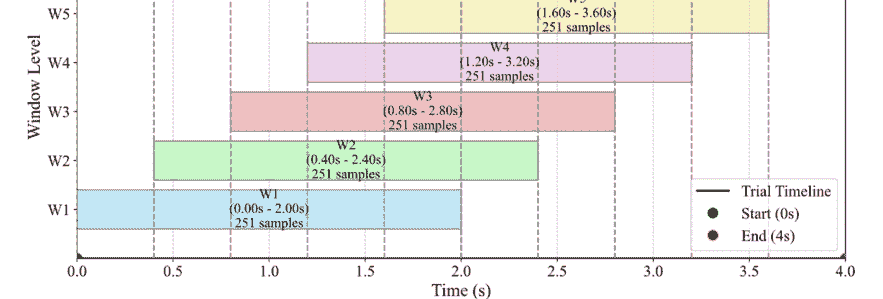 W5
(1.60s - 3.60s)
251 samples
W4
W4
(1.20s - 3.20s)
251 samples
Window Level
W3
W3
(0.80s - 2.80s)
251 samples
W2
W2
(0.40s - 2.40s)
251 samples
W1
W1
(0.00s - 2.00s)
251 samples
Trial Timeline
Start (0s)
End (4s)
0.0 0.5 1.0 1.5 2.0 2.5 3.0 3.5 4.0
Time (s)